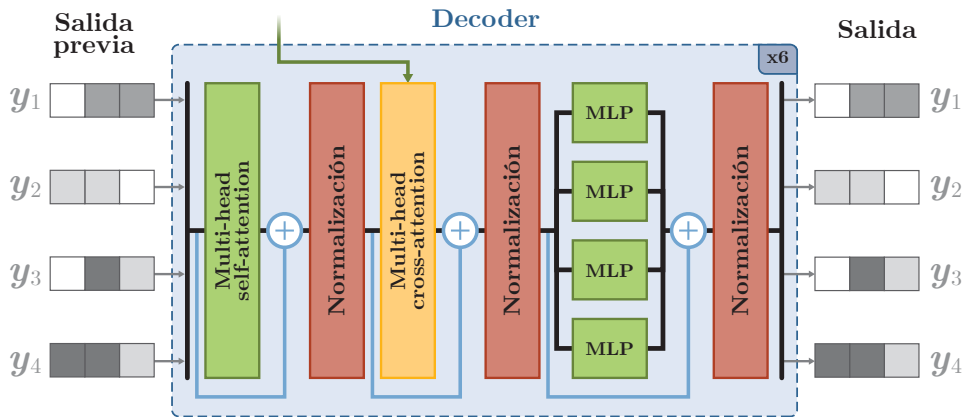 Decoder
Salida
previa
Salida
x6
y1
y2
y3
y4
Multi-head
self-attention
Normalización
Multi-head
cross-attention
Normalización
MLP
MLP
MLP
MLP
Normalización
y1
y2
y3
y4